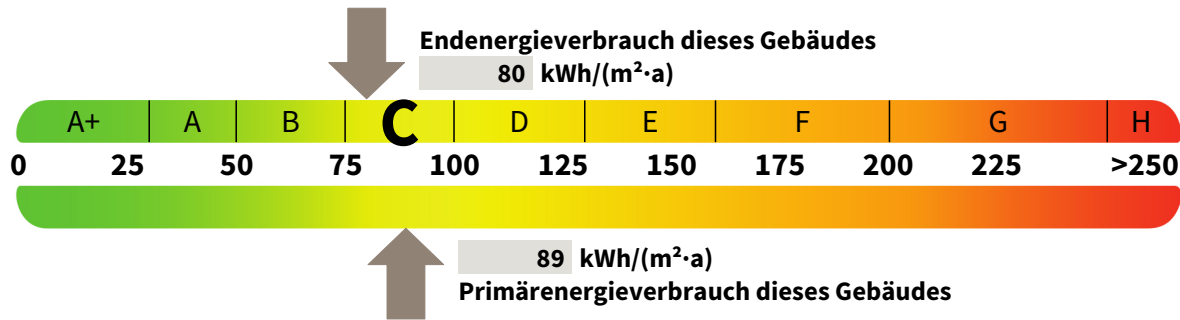 Endenergieverbrauch dieses Gebäudes
80 kWh/(m²·a)
A+ A B C D E F G H
0 25 50 75 100 125 150 175 200 225 >250
89 kWh/(m²·a)
Primärenergieverbrauch dieses Gebäudes